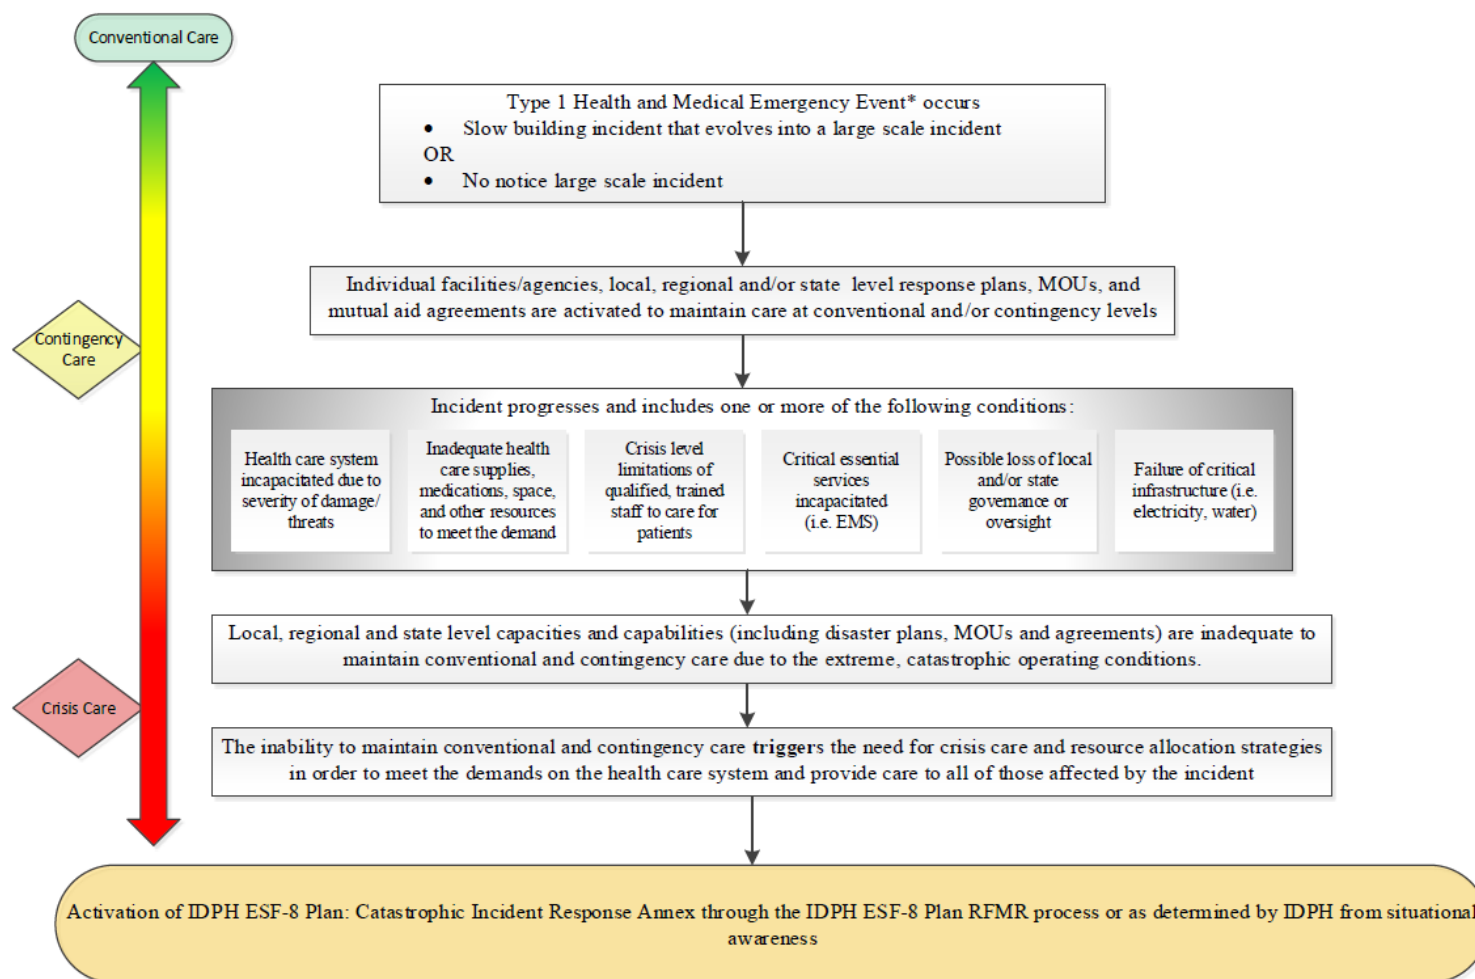 Conventional Care
Type 1 Health and Medical Emergency Event* occurs
• Slow building incident that evolves into a large scale incident
OR
• No notice large scale incident
Individual facilities/agencies, local, regional and/or state level response plans, MOUs, and
mutual aid agreements are activated to maintain care at conventional and/or contingency levels
Contingency
Care
Incident progresses and includes one or more of the following conditions:
Health care system
incapacitated due to
severity of damage/
threats
Inadequate health
care supplies,
medications, space,
and other resources
to meet the demand
Crisis level
limitations of
qualified, trained
staff to care for
patients
Critical essential
services
incapacitated
(i.e. EMS)
Possible loss of local
and/or state
governance or
oversight
Failure of critical
infrastructure (i.e.
electricity, water)
Local, regional and state level capacities and capabilities (including disaster plans, MOUs and agreements) are inadequate to
maintain conventional and contingency care due to the extreme, catastrophic operating conditions.
Crisis Care
The inability to maintain conventional and contingency care triggers the need for crisis care and resource allocation strategies
in order to meet the demands on the health care system and provide care to all of those affected by the incident
Activation of IDPH ESF-8 Plan: Catastrophic Incident Response Annex through the IDPH ESF-8 Plan RFMR process or as determined by IDPH from situational
awareness